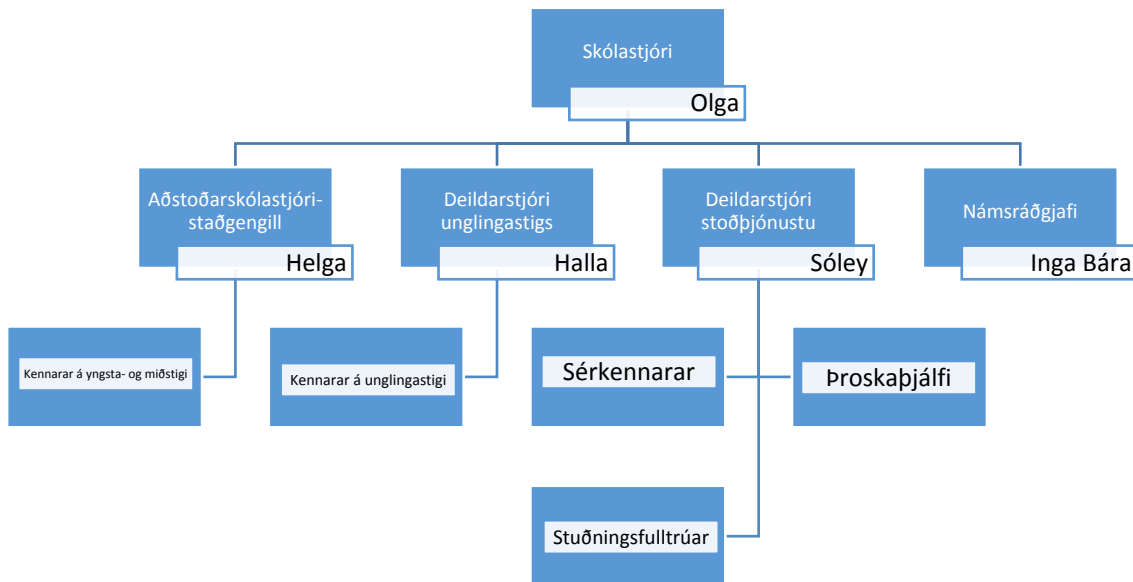 Skólastjóri
Olga
Aðstoðarskólastjóri-
staðgengill
Helga
Deildarstjóri
unglingastigs
Halla
Deildarstjóri
stoðþjónustu
Sóley
Námsráðgjafi
Inga Bára
Kennarar á yngsta- og miðstigi
Kennarar á unglingastigi
Sérkennarar
Þroskaþjálfi
Stuðningsfulltrúar